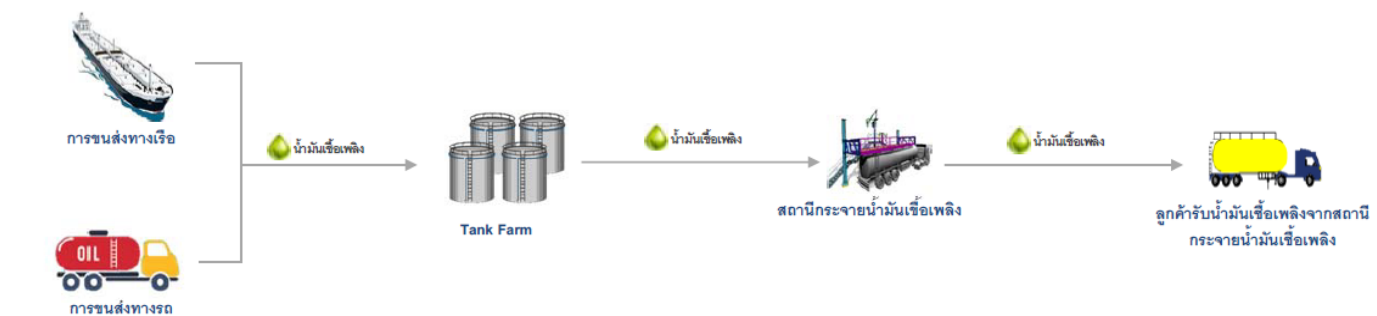 การขนส่งทางเรือ
น้ำมันเชื้อเพลิง
น้ำมันเชื้อเพลิง
น้ำมันเชื้อเพลิง
Tank Farm
สถานีกระจายน้ำมันเชื้อเพลิง
ลูกค้ารับน้ำมันเชื้อเพลิงจากสถานี
กระจายน้ำมันเชื้อเพลิง
OIL
การขนส่งทางรถ